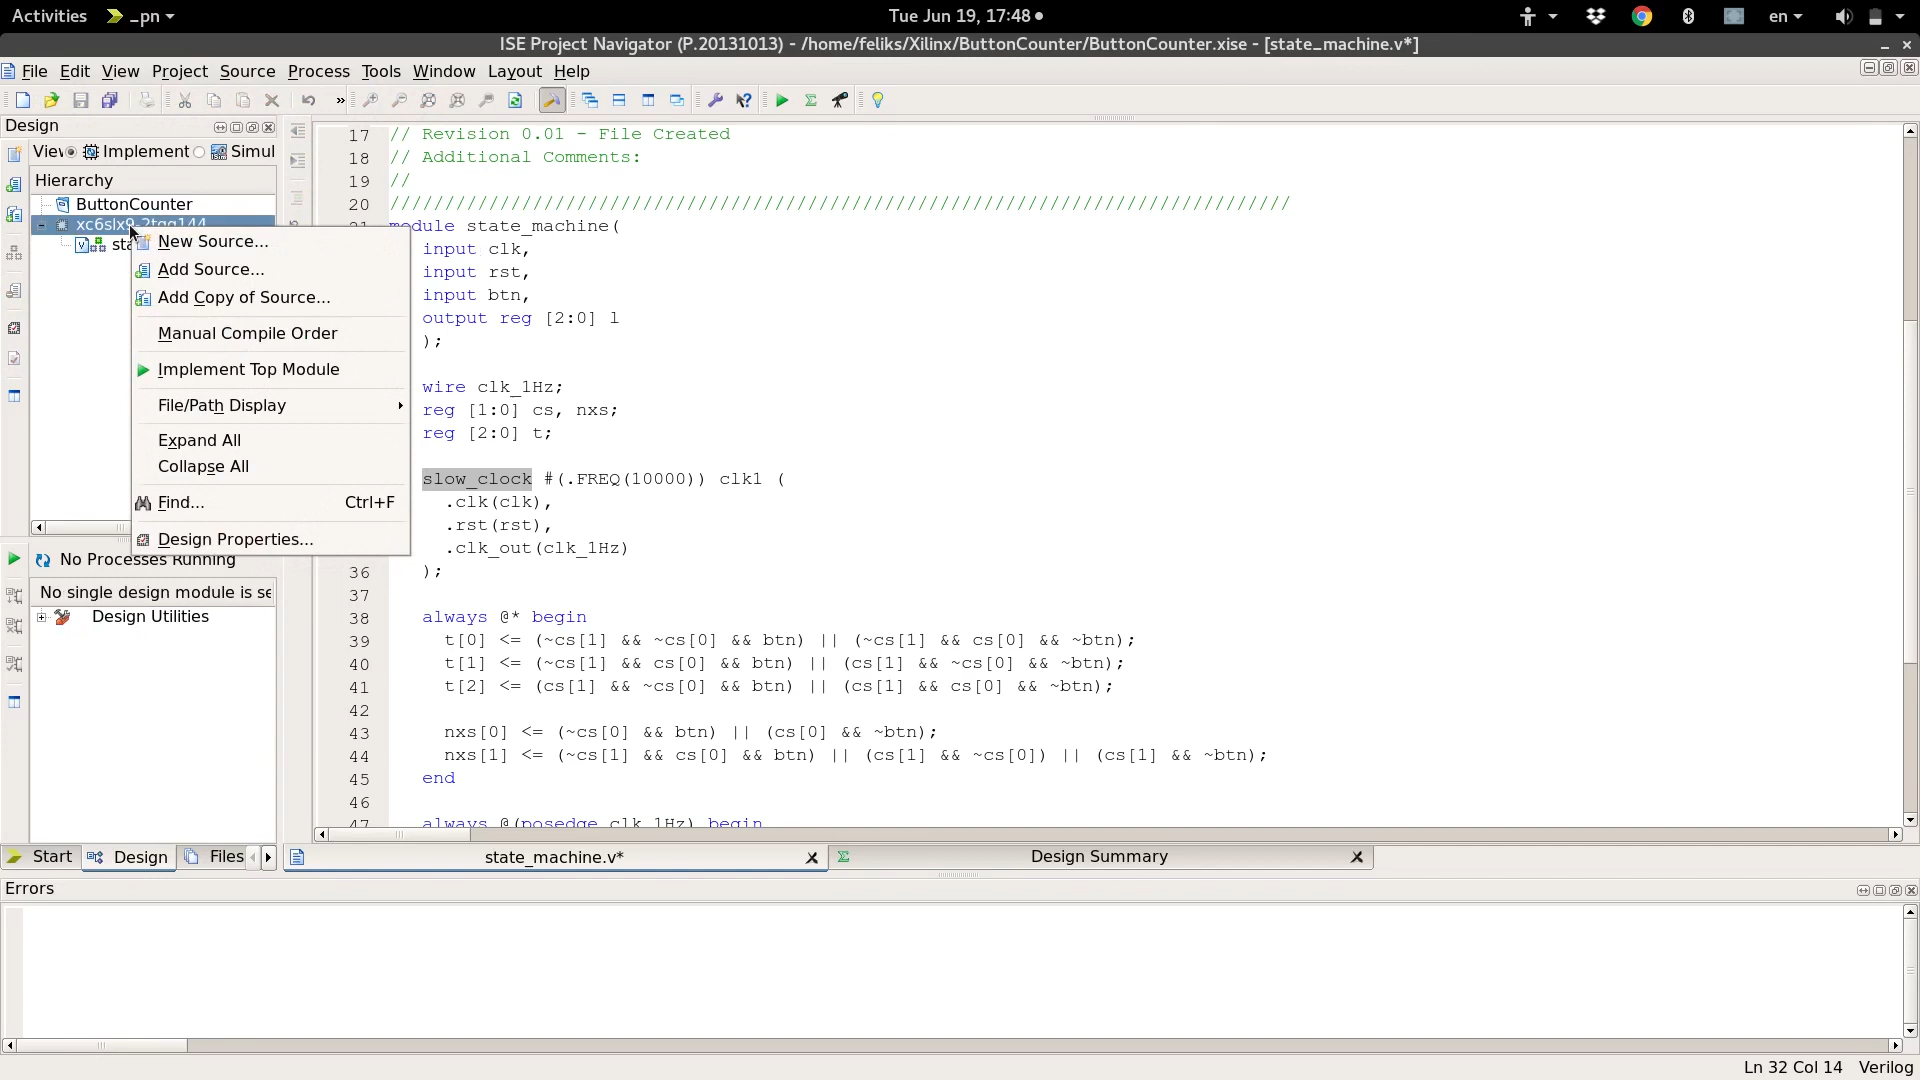 Activities
_pn
Tue Jun 19, 17:48
en
ISE Project Navigator (P.20131013) - /home/feliks/Xilinx/ButtonCounter/ButtonCounter.xise - [state_machine.v*]
File Edit View Project Source Process Tools Window Layout Help
»
Design
Implement
Simul
Hierarchy
ButtonCounter
xc6slx9-2tqg144
New Source...
Add Source...
Add Copy of Source...
Manual Compile Order
Implement Top Module
File/Path Display
Expand All
Collapse All
Find... Ctrl+F
Design Properties...
No Processes Running
No single design module is se
Design Utilities
17 // Revision 0.01 - File Created
18 // Additional Comments:
19 //
20 //////////////////////////////////////////////////////////////////////////////////
module state_machine(
input clk,
input rst,
input btn,
output reg [2:0] l
);
wire clk_1Hz;
reg [1:0] cs, nxs;
reg [2:0] t;
slow_clock #(.FREQ(10000)) clk1 (
.clk(clk),
.rst(rst),
.clk_out(clk_1Hz)
36 );
37
38 always @* begin
39 t[0] <= (~cs[1] && ~cs[0] && btn) || (~cs[1] && cs[0] && ~btn);
40 t[1] <= (~cs[1] && cs[0] && btn) || (cs[1] && ~cs[0] && ~btn);
41 t[2] <= (cs[1] && ~cs[0] && btn) || (cs[1] && cs[0] && ~btn);
42
43 nxs[0] <= (~cs[0] && btn) || (cs[0] && ~btn);
44 nxs[1] <= (~cs[1] && cs[0] && btn) || (cs[1] && ~cs[0]) || (cs[1] && ~btn);
45 end
46
47 always @(posedge clk_1Hz) begin
Start
Design
Files
state_machine.v*
Design Summary
Errors
Ln 32 Col 14 Verilog